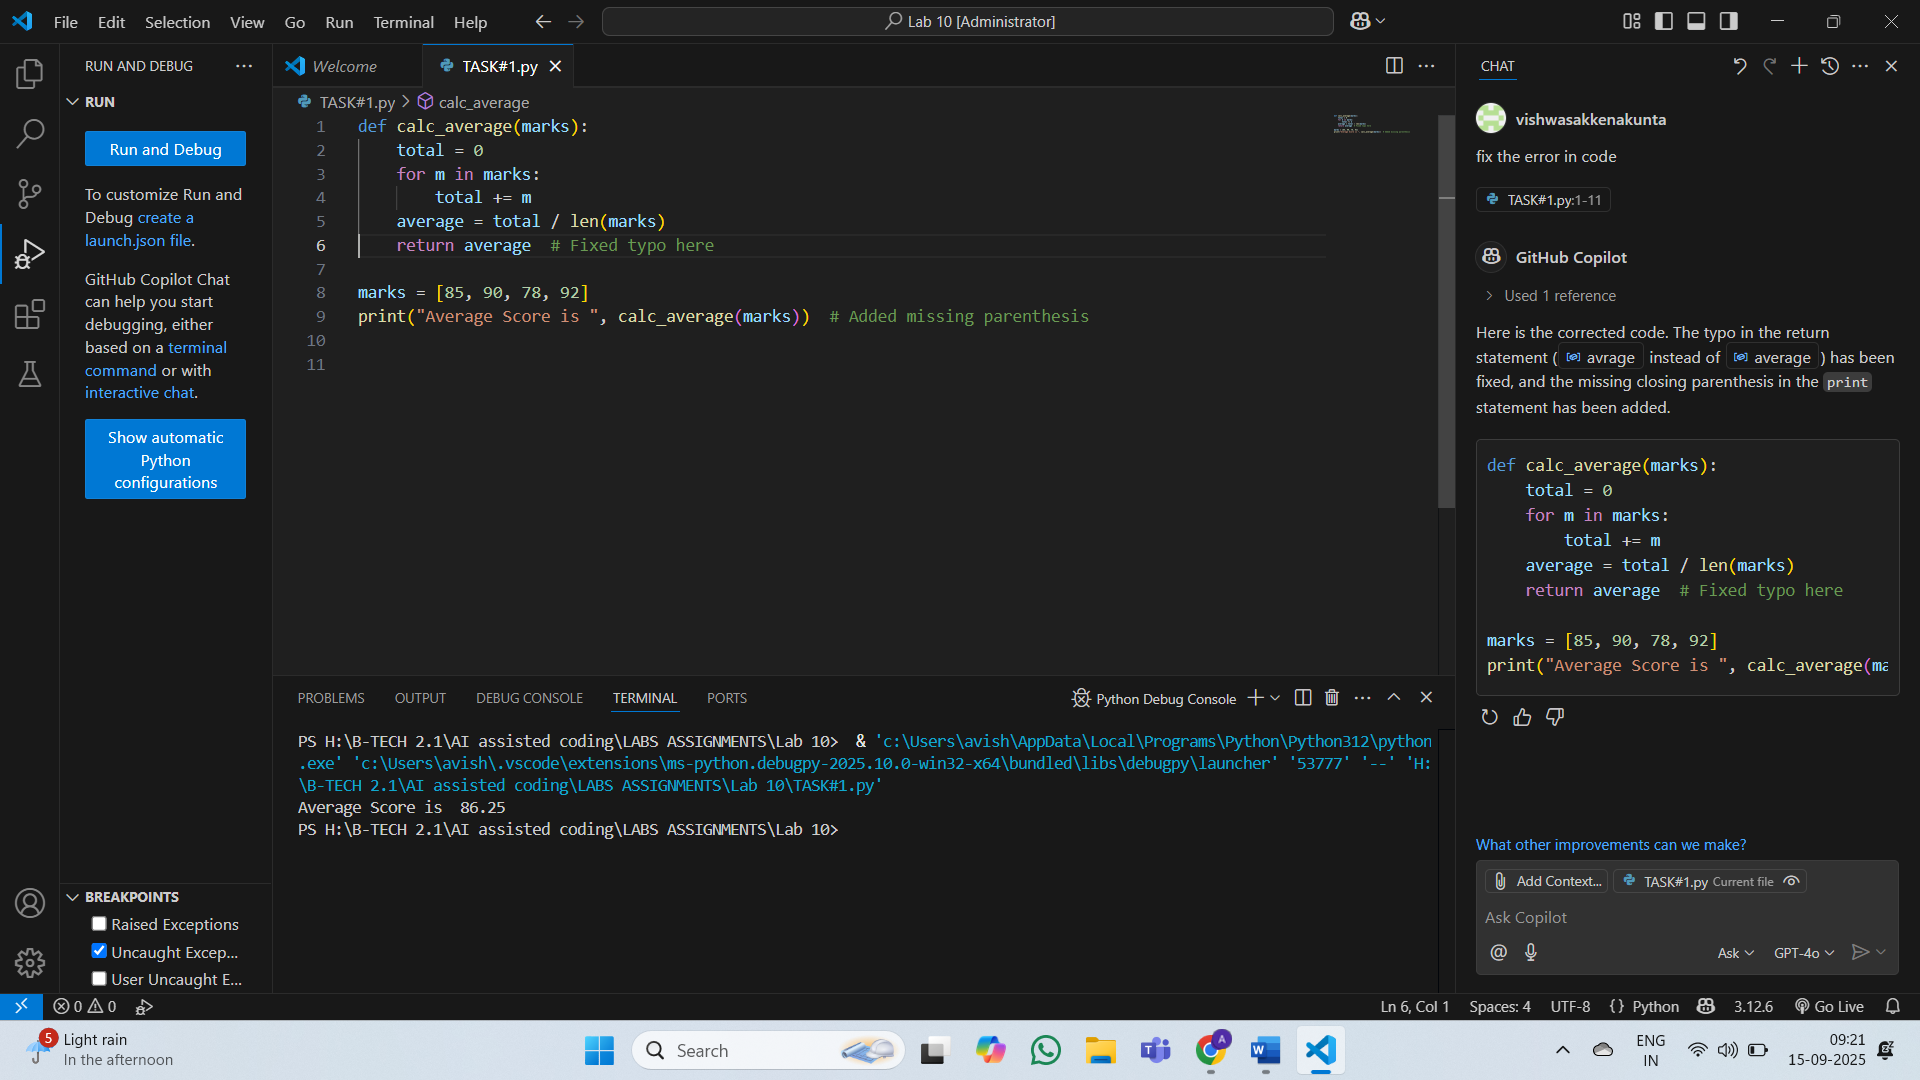 File Edit Selection View Go Run Terminal Help
Lab 10 [Administrator]
RUN AND DEBUG
RUN
Run and Debug
To customize Run and
Debug create a
launch.json file.
GitHub Copilot Chat
can help you start
debugging, either
based on a terminal
command or with
interactive chat.
Show automatic
Python
configurations
BREAKPOINTS
Raised Exceptions
Uncaught Excep...
User Uncaught E...
Welcome
TASK#1.py
TASK#1.py > calc_average
1 def calc_average(marks):
2 total = 0
3 for m in marks:
4 total += m
5 average = total / len(marks)
6 return average # Fixed typo here
7
8 marks = [85, 90, 78, 92]
9 print("Average Score is ", calc_average(marks)) # Added missing parenthesis
10
11
PROBLEMS OUTPUT DEBUG CONSOLE TERMINAL PORTS
Python Debug Console
PS H:\B-TECH 2.1\AI assisted coding\LABS ASSIGNMENTS\Lab 10> & 'c:\Users\avish\AppData\Local\Programs\Python\Python312\python
.exe' 'c:\Users\avish\.vscode\extensions\ms-python.debugpy-2025.10.0-win32-x64\bundled\libs\debugpy\launcher' '53777' '--' 'H:
\B-TECH 2.1\AI assisted coding\LABS ASSIGNMENTS\Lab 10\TASK#1.py'
Average Score is  86.25
PS H:\B-TECH 2.1\AI assisted coding\LABS ASSIGNMENTS\Lab 10>
CHAT
vishwasakkenakunta
fix the error in code
TASK#1.py:1-11
GitHub Copilot
> Used 1 reference
Here is the corrected code. The typo in the return
statement ( avrage instead of average ) has been
fixed, and the missing closing parenthesis in the print
statement has been added.
def calc_average(marks):
total = 0
for m in marks:
total += m
average = total / len(marks)
return average # Fixed typo here
marks = [85, 90, 78, 92]
print("Average Score is ", calc_average(ma
What other improvements can we make?
Add Context...
TASK#1.py Current file
Ask Copilot
@
Ask
GPT-4o
0 0
Ln 6, Col 1 Spaces: 4 UTF-8 {} Python 3.12.6 Go Live
5
Light rain
In the afternoon
Search
A
ENG
IN
09:21
15-09-2025